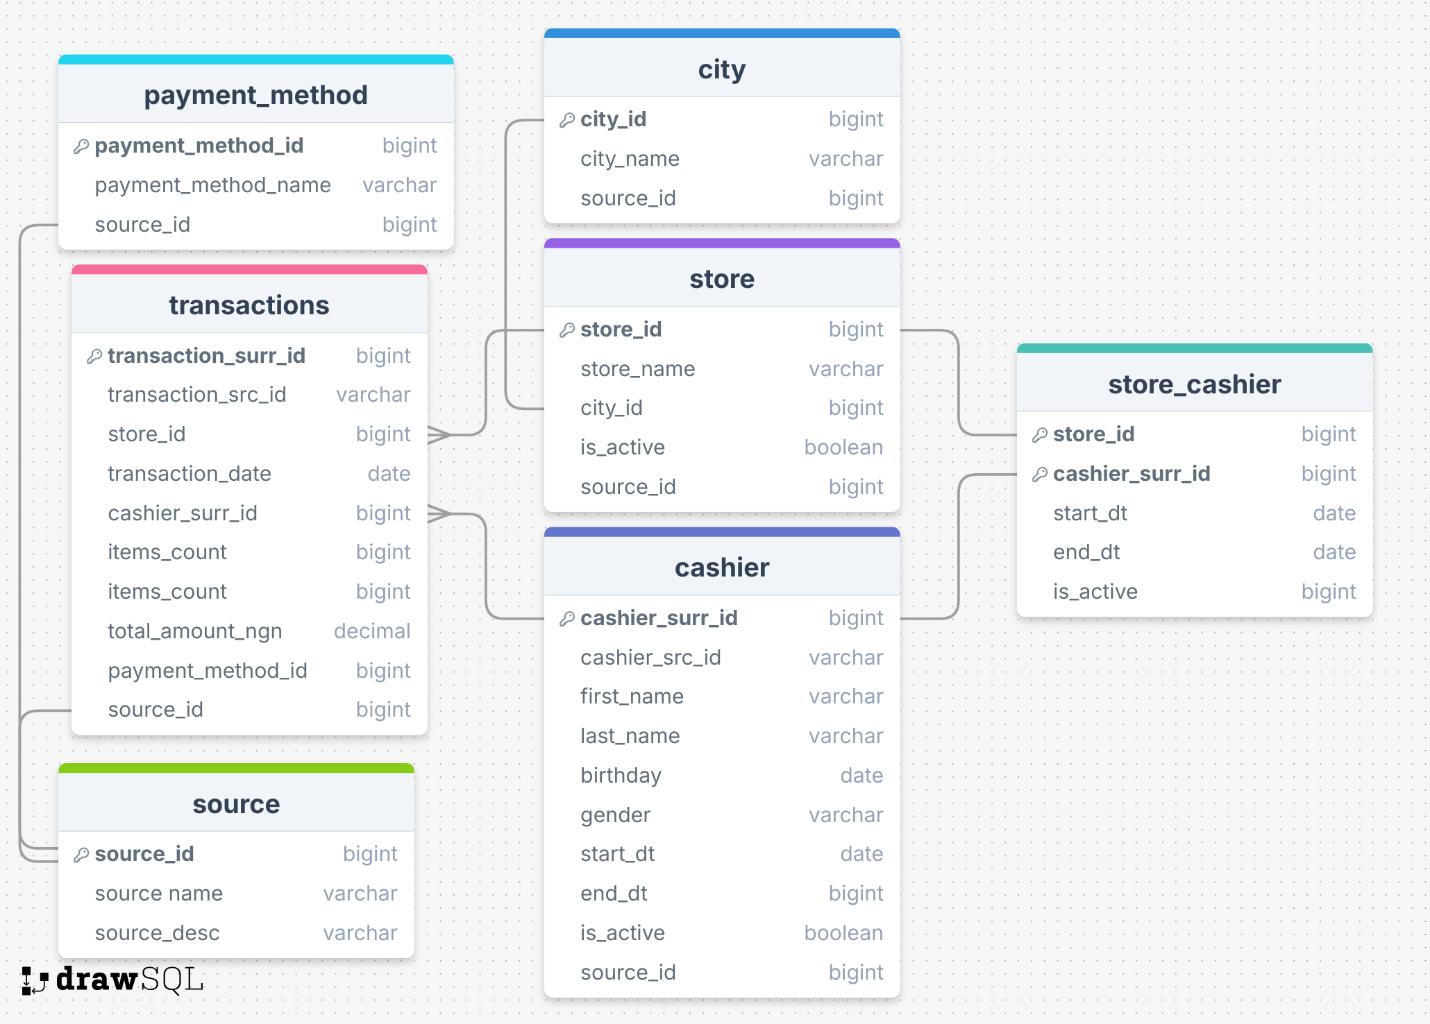 payment_method
payment_method_id bigint
payment_method_name varchar
source_id bigint
transactions
transaction_surr_id bigint
transaction_src_id varchar
store_id bigint
transaction_date date
cashier_surr_id bigint
items_count bigint
items_count bigint
total_amount_ngn decimal
payment_method_id bigint
source_id bigint
source
source_id bigint
source name varchar
source_desc varchar
city
city_id bigint
city_name varchar
source_id bigint
store
store_id bigint
store_name varchar
city_id bigint
is_active boolean
source_id bigint
cashier
cashier_surr_id bigint
cashier_src_id varchar
first_name varchar
last_name varchar
birthday date
gender varchar
start_dt date
end_dt bigint
is_active boolean
source_id bigint
store_cashier
store_id bigint
cashier_surr_id bigint
start_dt date
end_dt date
is_active bigint
drawSQL